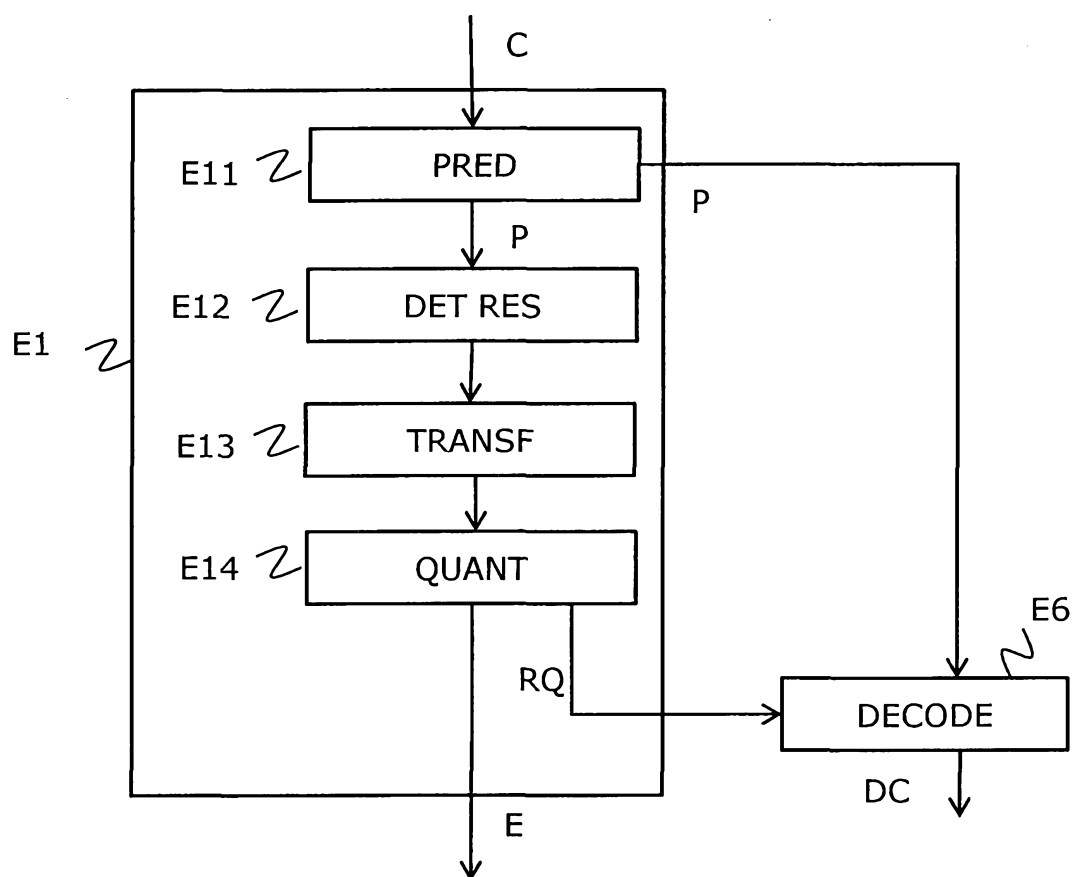 C
E11
PRED
P
P
E12
DET RES
E1
E13
TRANSF
E14
QUANT
E6
RQ
DECODE
DC
E